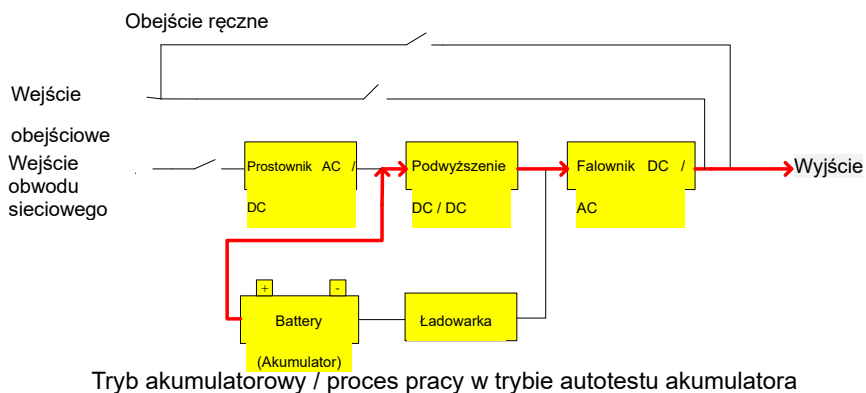 Obejście ręczne
Wejście
obejściowe
Wejście
obwodu
sieciowego
Prostownik AC /
DC
Podwyższenie
DC / DC
Falownik DC /
AC
Wyjście
+ -
Battery
(Akumulator)
Ładowarka
Tryb akumulatorowy / proces pracy w trybie autotestu akumulatora